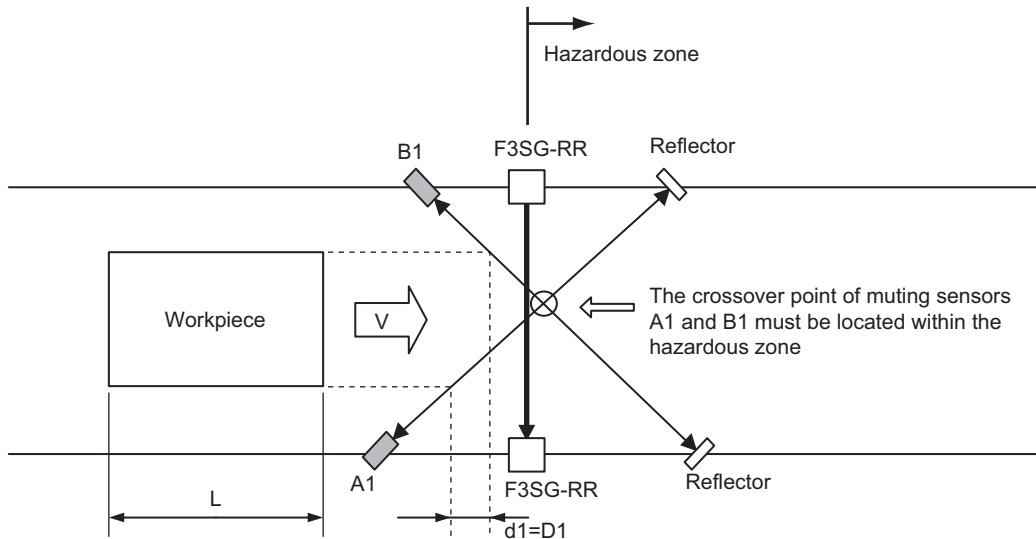 Hazardous zone
F3SG-RR
B1
Reflector
Workpiece
V
The crossover point of muting sensors
A1 and B1 must be located within the
hazardous zone
A1
F3SG-RR
Reflector
L
d1=D1